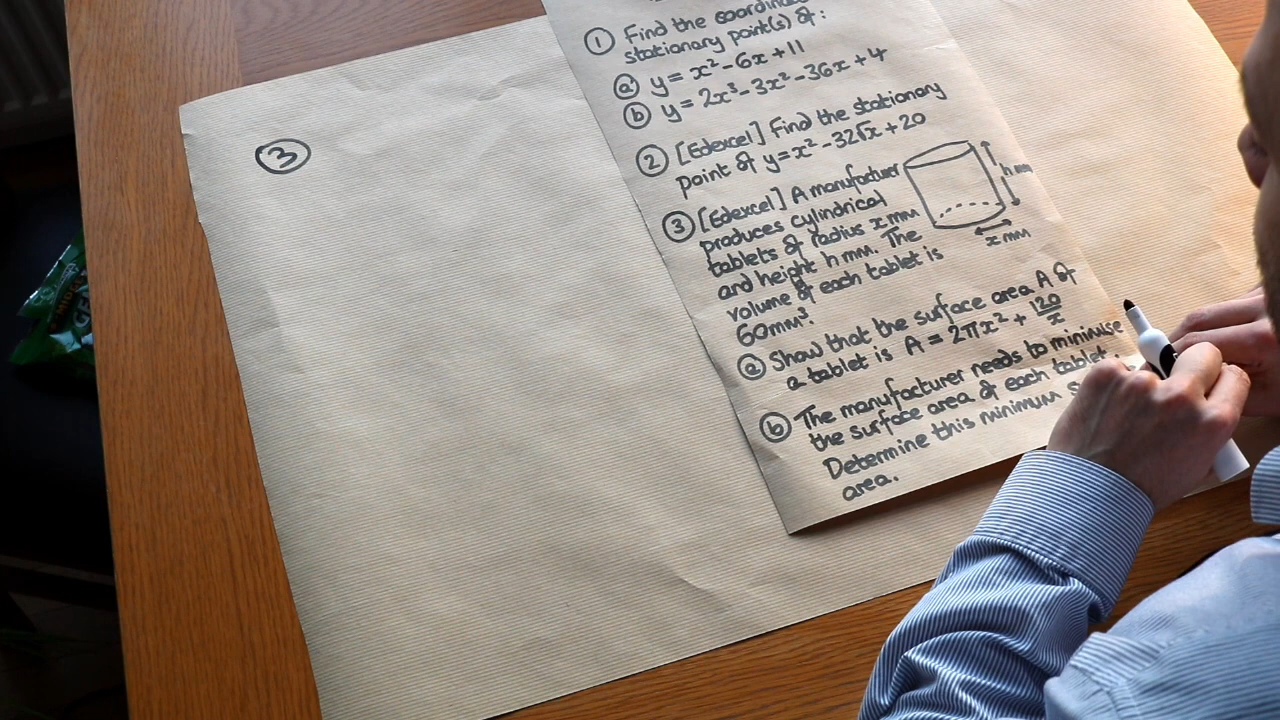 3
1 Find the
stationary point(s) of:
a y = x² - 6x + 11
b y = 2x³ - 3x² - 36x + 4
2 [Edexcel] Find the stationary
point of y = x² - 32√x + 20
3 [Edexcel] A manufacturer
produces cylindrical
tablets of radius x mm
and height h mm. The
volume of each tablet is
60mm³.
h mm
x mm
a Show that the surface area A of
a tablet is A = 2πx² + 120/x
b The manufacturer needs to minimise
the surface area of each tablet.
Determine this minimum
area.